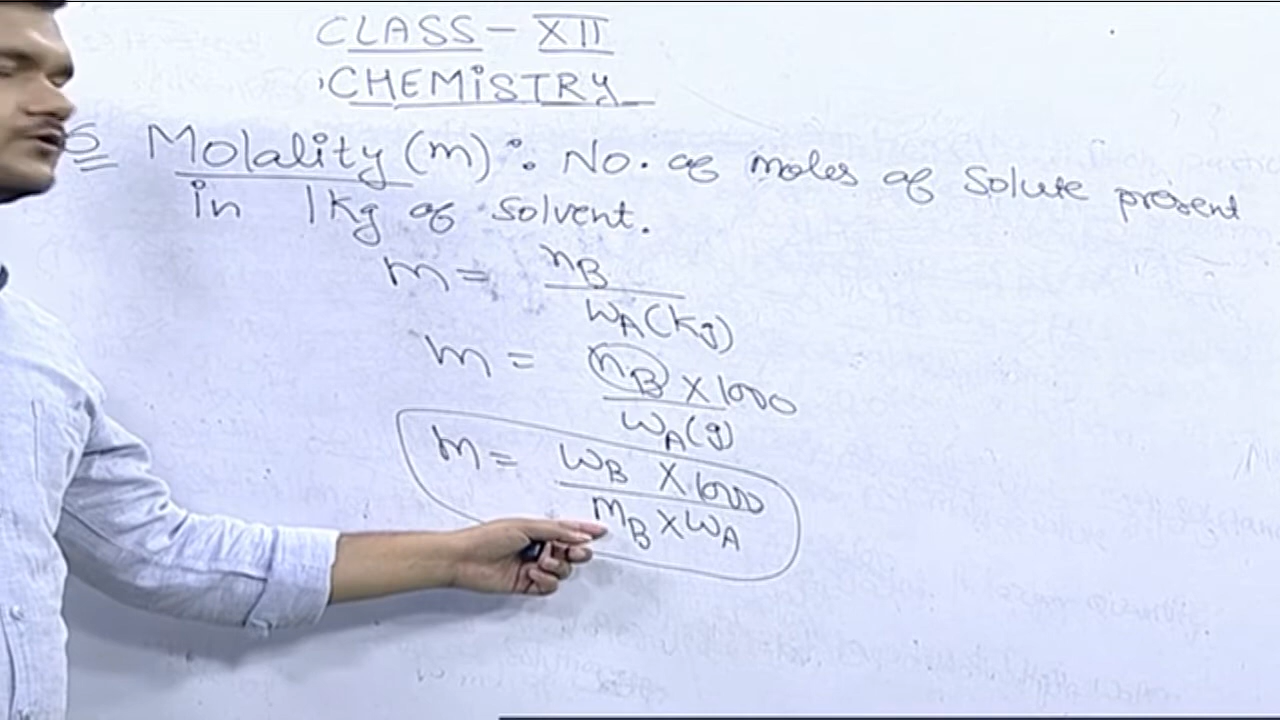 CLASS - XII
CHEMISTRY
6 Molality (m) : No. of moles of Solute present
in 1Kg of solvent.
m = nB / WA(Kg)
m = nB X 1000 / WA(g)
m = WB X 1000 / MB X WA